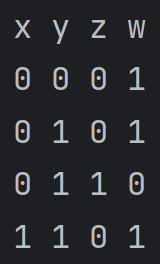 x y z w
0 0 0 1
0 1 0 1
0 1 1 0
1 1 0 1